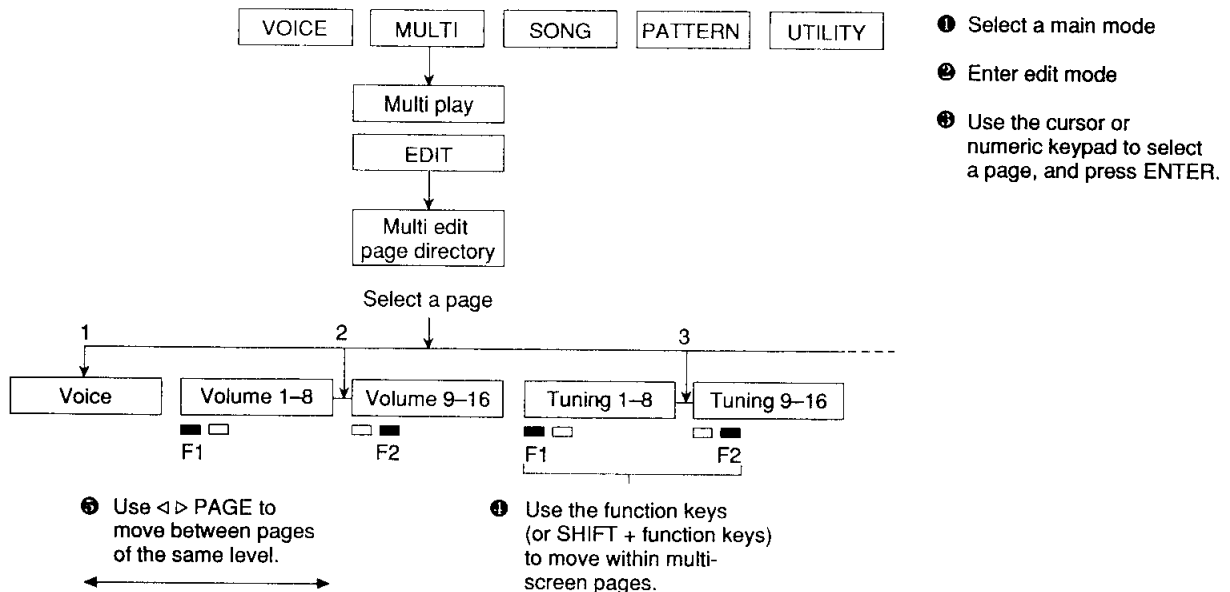 VOICE MULTI SONG PATTERN UTILITY
❶ Select a main mode
❷ Enter edit mode
❸ Use the cursor or
numeric keypad to select
a page, and press ENTER.
Multi play
EDIT
Multi edit
page directory
Select a page
1 2 3
Voice Volume 1–8 Volume 9–16 Tuning 1–8 Tuning 9–16
F1 F2 F1 F2
❺ Use ◁ ▷ PAGE to
move between pages
of the same level.
❹ Use the function keys
(or SHIFT + function keys)
to move within multi-
screen pages.